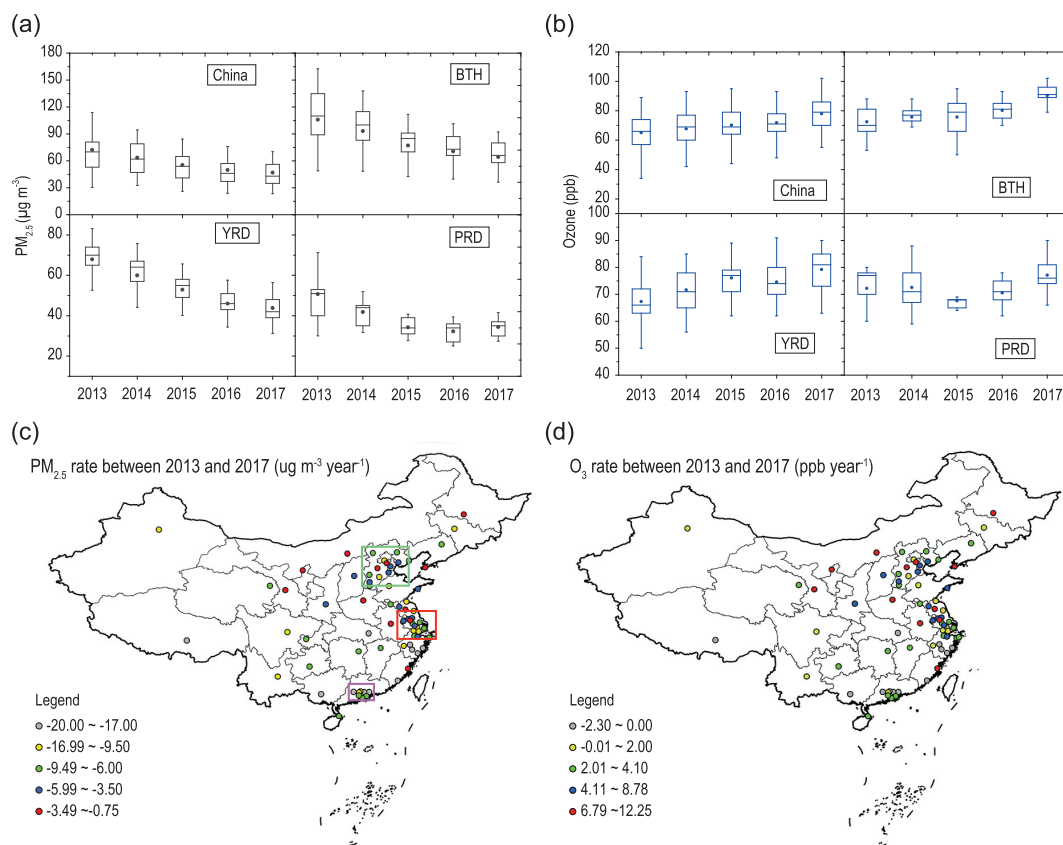 (a)
(b)
180
150
120
90
60
30
0
China
BTH
PM2.5 (µg m-3)
80
60
40
20
YRD
PRD
2013 2014 2015 2016 2017 2013 2014 2015 2016 2017
120
100
80
60
40
20
0
China
BTH
Ozone (ppb)
100
90
80
70
60
50
40
YRD
PRD
2013 2014 2015 2016 2017 2013 2014 2015 2016 2017
(c)
PM2.5 rate between 2013 and 2017 (ug m-3 year-1)
Legend
-20.00 ~ -17.00
-16.99 ~ -9.50
-9.49 ~ -6.00
-5.99 ~ -3.50
-3.49 ~ -0.75
(d)
O3 rate between 2013 and 2017 (ppb year-1)
Legend
-2.30 ~ 0.00
-0.01 ~ 2.00
2.01 ~ 4.10
4.11 ~ 8.78
6.79 ~ 12.25